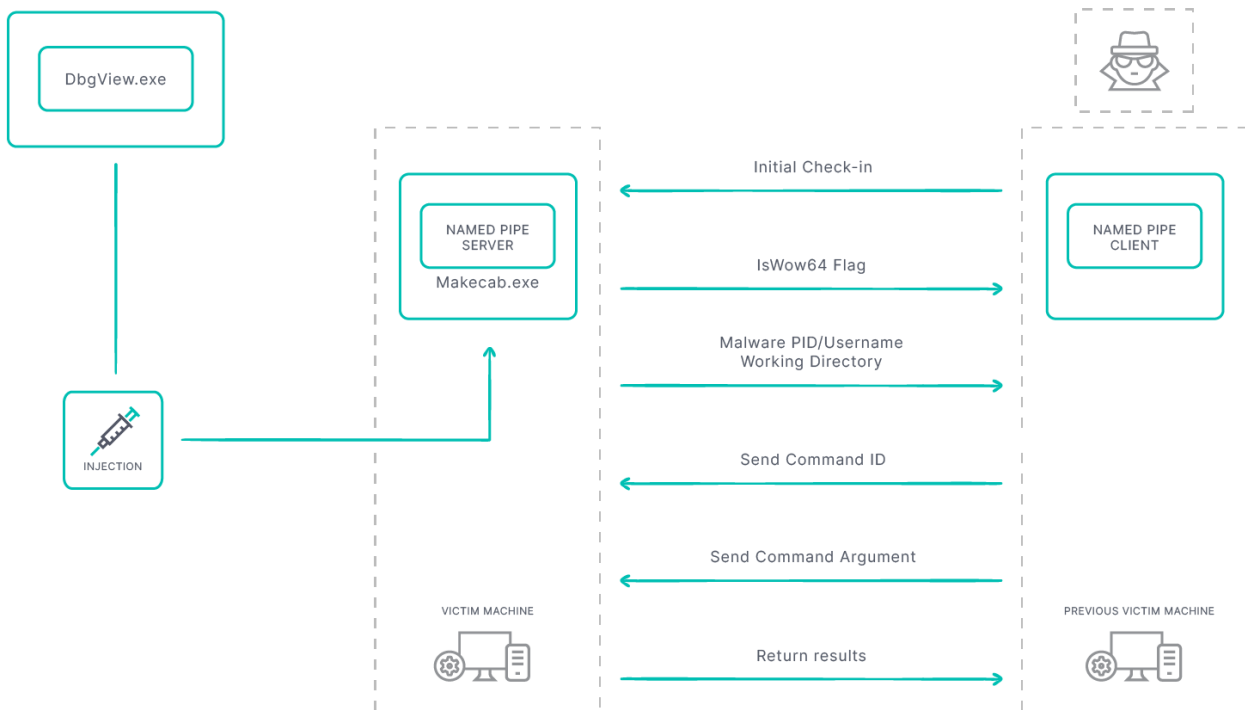 DbgView.exe
INJECTION
NAMED PIPE
SERVER
Makecab.exe
VICTIM MACHINE
Initial Check-in
IsWow64 Flag
Malware PID/Username
Working Directory
Send Command ID
Send Command Argument
Return results
NAMED PIPE
CLIENT
PREVIOUS VICTIM MACHINE